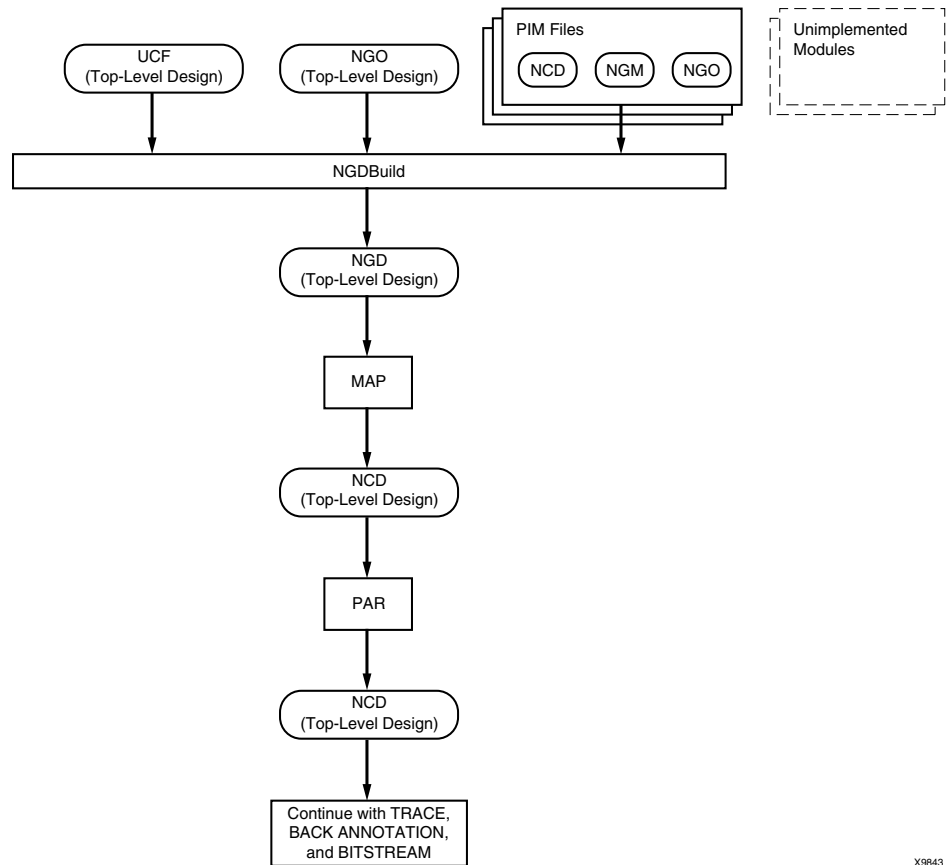 UCF
(Top-Level Design)
NGO
(Top-Level Design)
PIM Files
NCD
NGM
NGO
Unimplemented
Modules
NGDBuild
NGD
(Top-Level Design)
MAP
NCD
(Top-Level Design)
PAR
NCD
(Top-Level Design)
Continue with TRACE,
BACK ANNOTATION,
and BITSTREAM
X9843